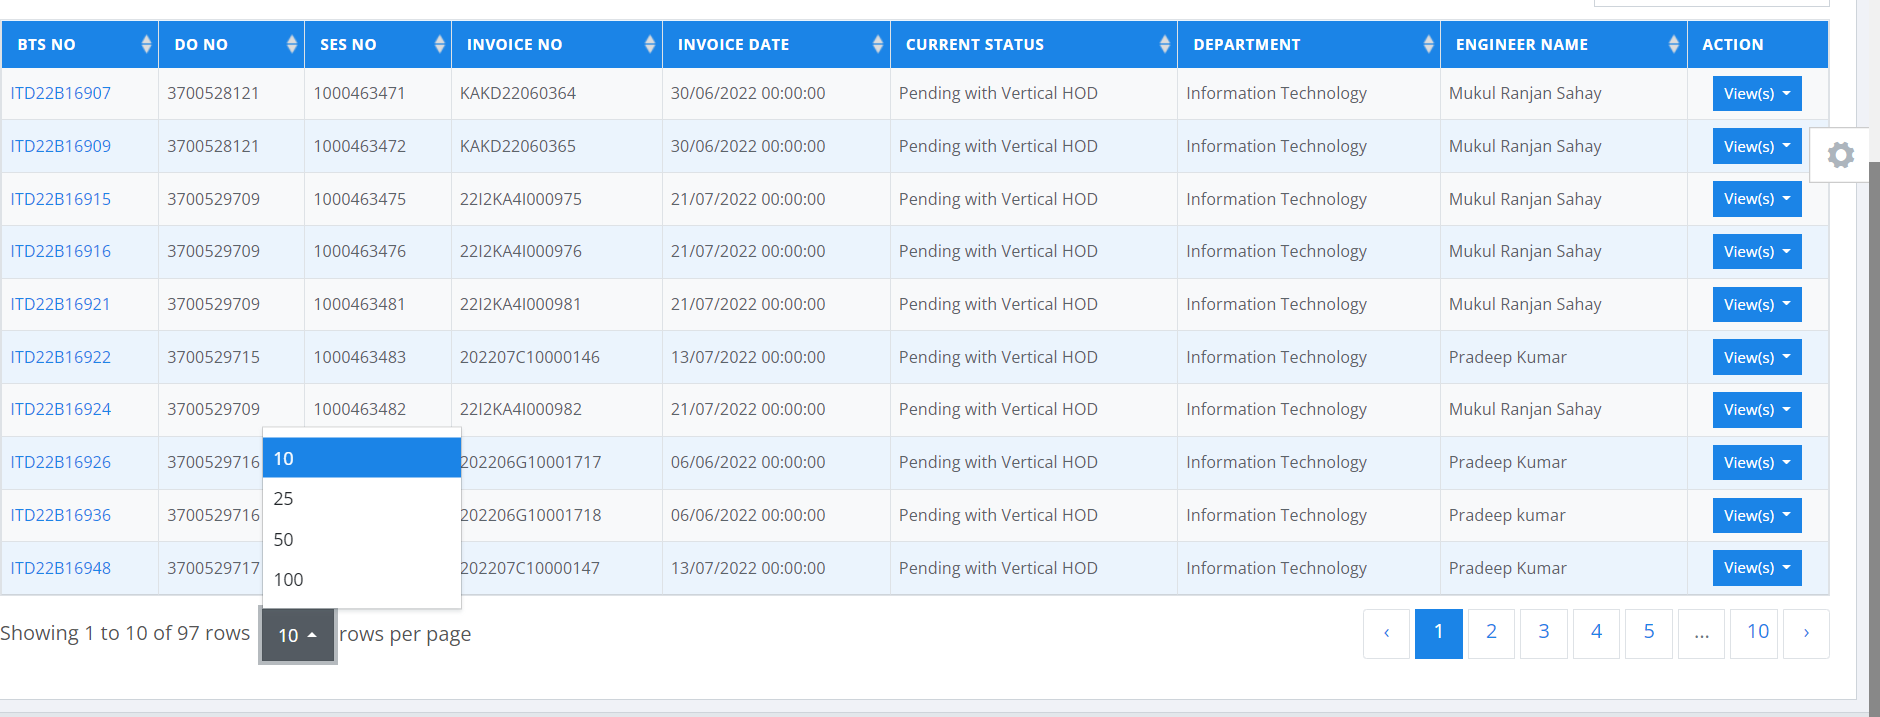 BTS NO DO NO SES NO INVOICE NO INVOICE DATE CURRENT STATUS DEPARTMENT ENGINEER NAME ACTION
ITD22B16907 3700528121 1000463471 KAKD22060364 30/06/2022 00:00:00 Pending with Vertical HOD Information Technology Mukul Ranjan Sahay View(s)
ITD22B16909 3700528121 1000463472 KAKD22060365 30/06/2022 00:00:00 Pending with Vertical HOD Information Technology Mukul Ranjan Sahay View(s)
ITD22B16915 3700529709 1000463475 22I2KA4I000975 21/07/2022 00:00:00 Pending with Vertical HOD Information Technology Mukul Ranjan Sahay View(s)
ITD22B16916 3700529709 1000463476 22I2KA4I000976 21/07/2022 00:00:00 Pending with Vertical HOD Information Technology Mukul Ranjan Sahay View(s)
ITD22B16921 3700529709 1000463481 22I2KA4I000981 21/07/2022 00:00:00 Pending with Vertical HOD Information Technology Mukul Ranjan Sahay View(s)
ITD22B16922 3700529715 1000463483 202207C10000146 13/07/2022 00:00:00 Pending with Vertical HOD Information Technology Pradeep Kumar View(s)
ITD22B16924 3700529709 1000463482 22I2KA4I000982 21/07/2022 00:00:00 Pending with Vertical HOD Information Technology Mukul Ranjan Sahay View(s)
ITD22B16926 3700529716 202206G10001717 06/06/2022 00:00:00 Pending with Vertical HOD Information Technology Pradeep Kumar View(s)
ITD22B16936 3700529716 202206G10001718 06/06/2022 00:00:00 Pending with Vertical HOD Information Technology Pradeep kumar View(s)
ITD22B16948 3700529717 202207C10000147 13/07/2022 00:00:00 Pending with Vertical HOD Information Technology Pradeep Kumar View(s)
10
25
50
100
Showing 1 to 10 of 97 rows 10 rows per page ‹ 1 2 3 4 5 ... 10 ›